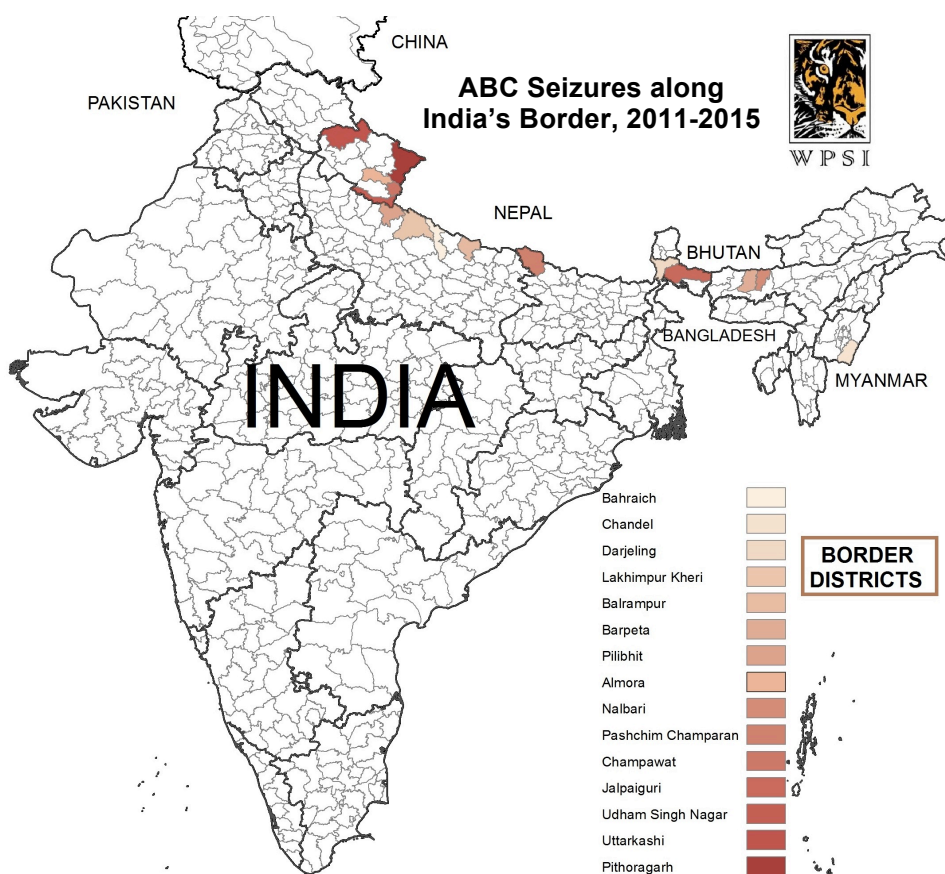 CHINA
PAKISTAN
ABC Seizures along
India's Border, 2011-2015
WPSI
NEPAL
BHUTAN
BANGLADESH
MYANMAR
INDIA
Bahraich
Chandel
Darjeling
Lakhimpur Kheri
Balrampur
Barpeta
Pilibhit
Almora
Nalbari
Pashchim Champaran
Champawat
Jalpaiguri
Udham Singh Nagar
Uttarkashi
Pithoragarh
BORDER
DISTRICTS